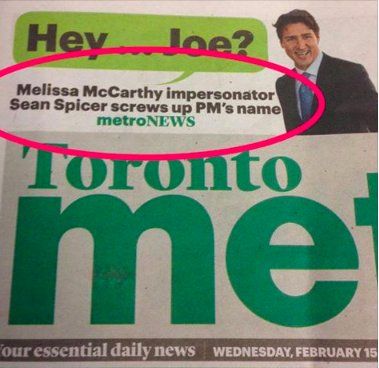 Hey ... Joe?
Melissa McCarthy impersonator
Sean Spicer screws up PM's name
metroNEWS
Toronto
met
Your essential daily news | WEDNESDAY, FEBRUARY 15